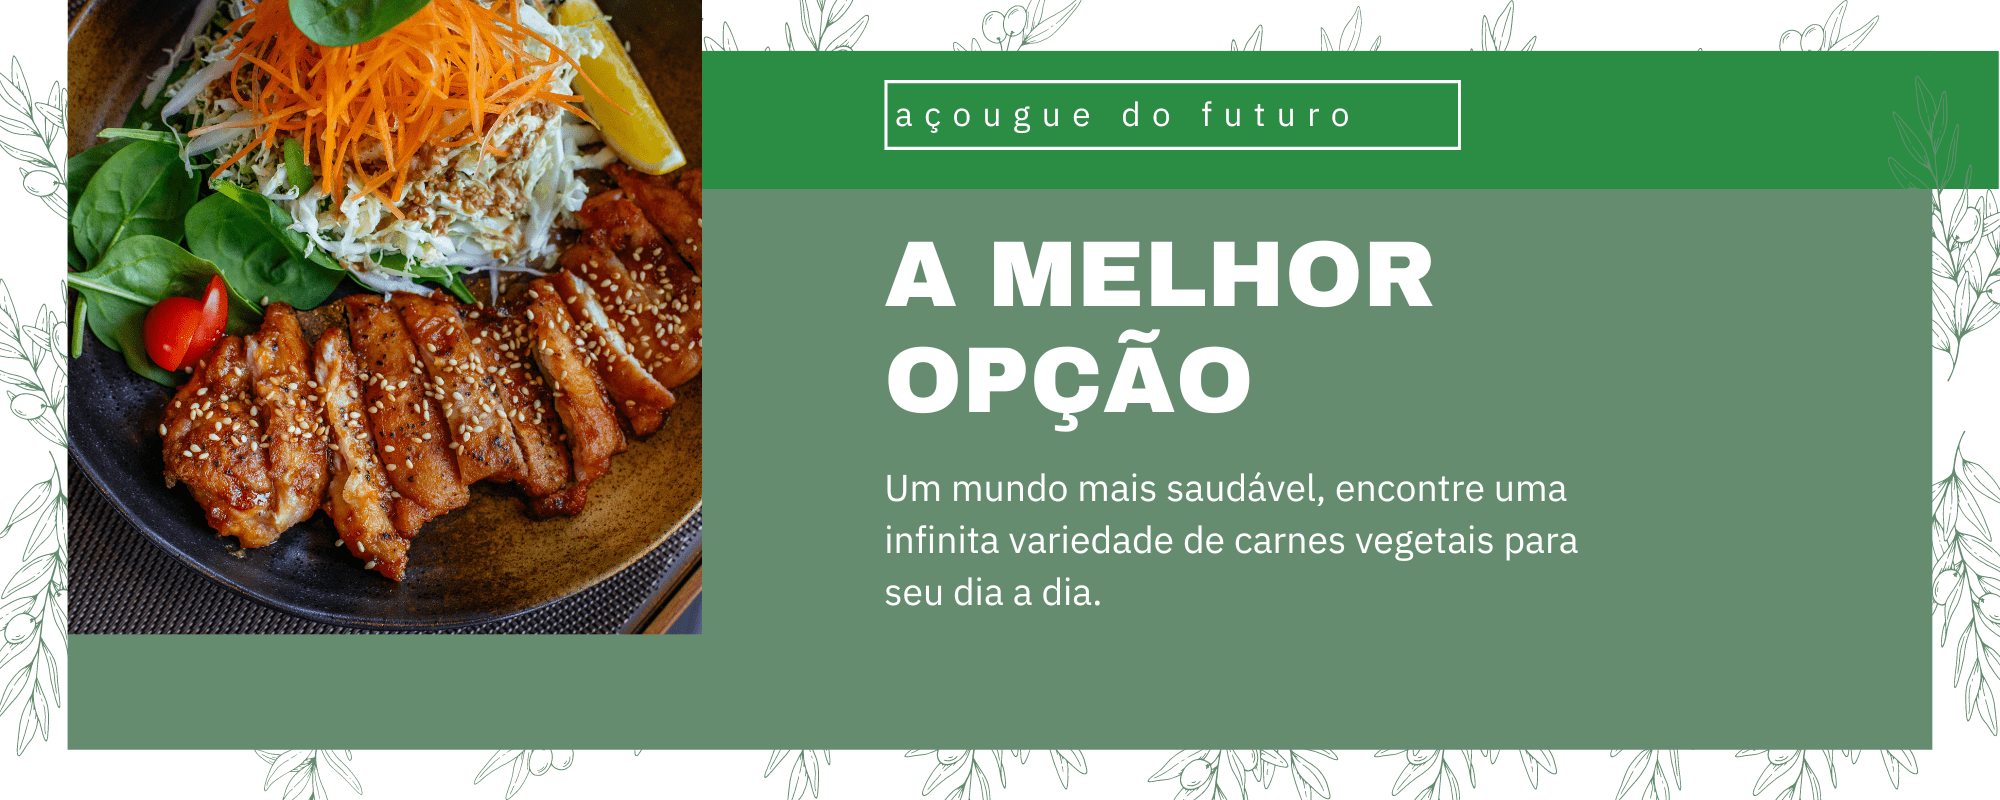 açougue do futuro
A MELHOR
OPÇÃO
Um mundo mais saudável, encontre uma
infinita variedade de carnes vegetais para
seu dia a dia.